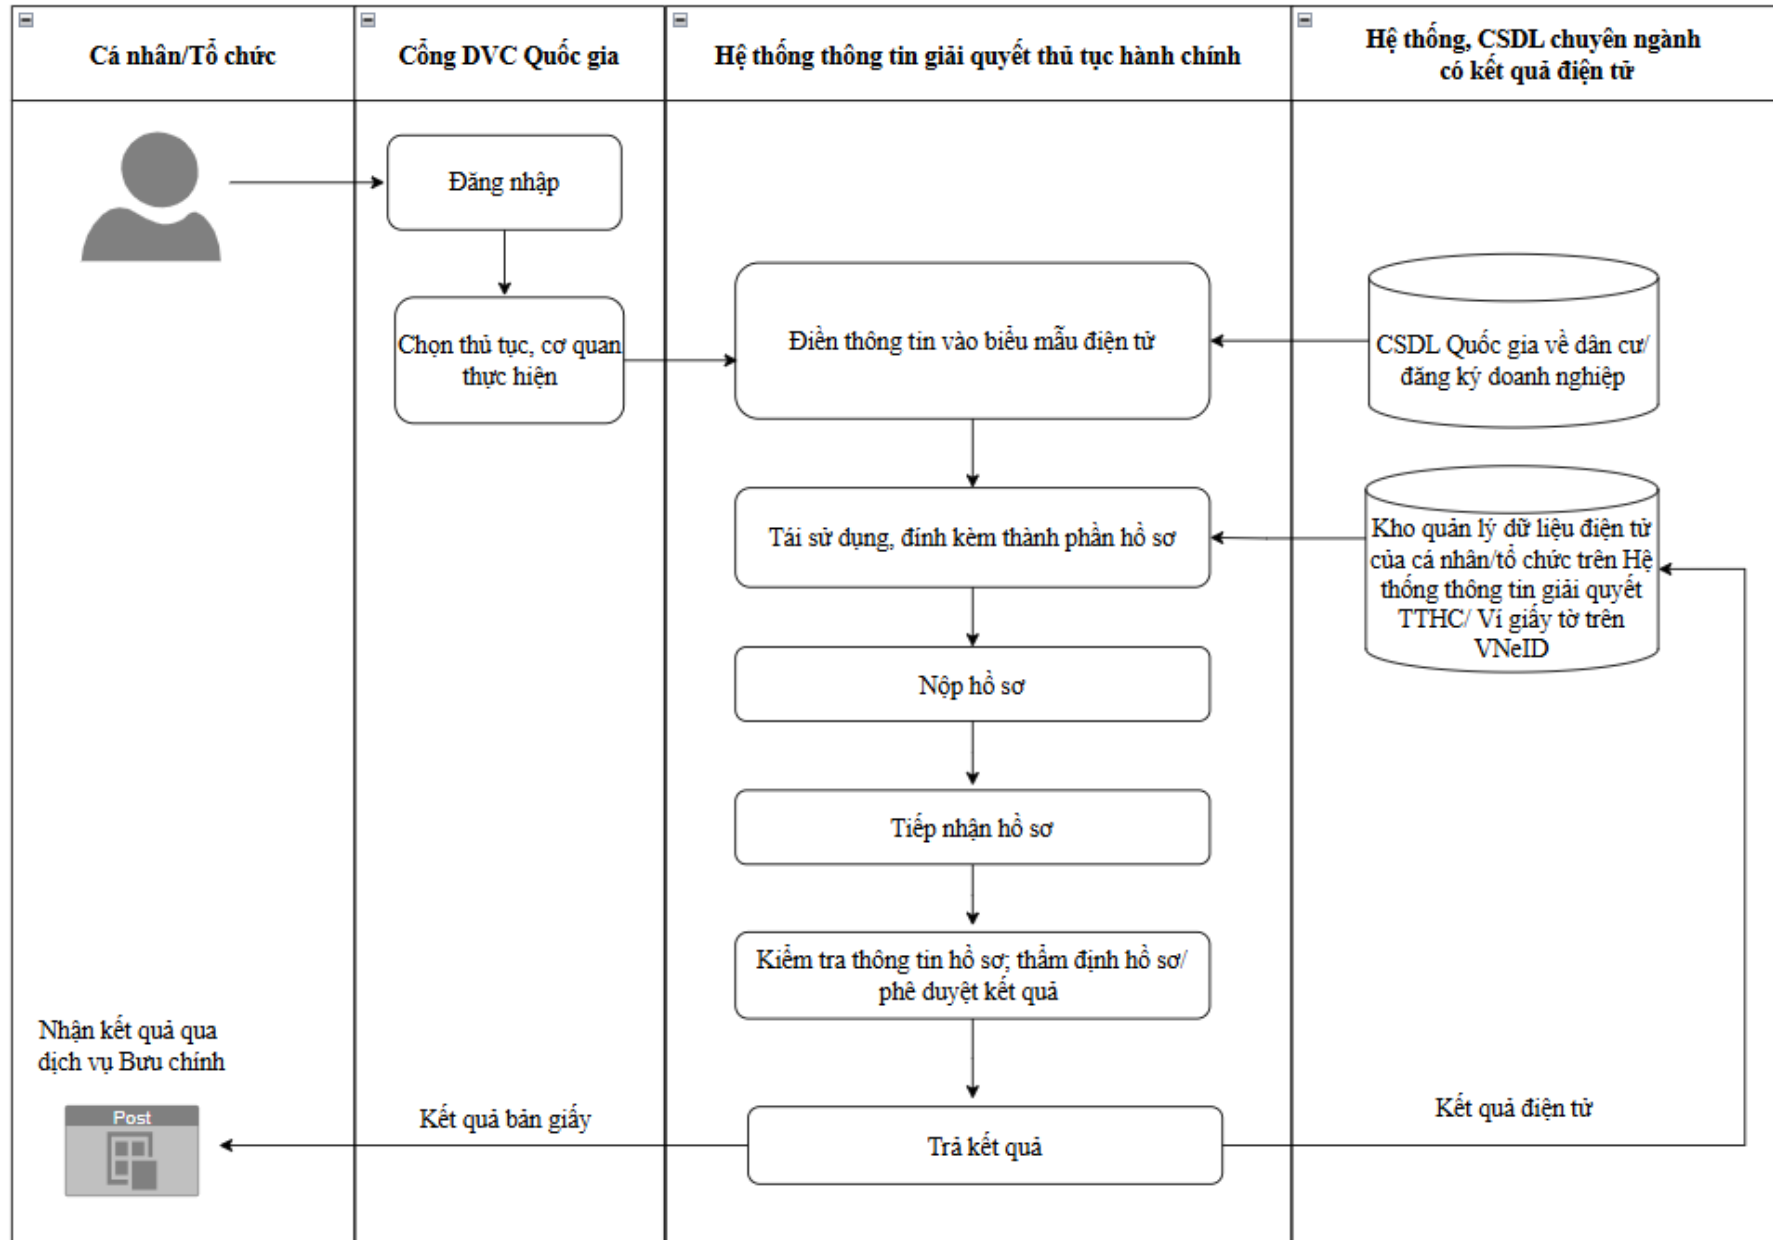 Cá nhân/Tổ chức
Cổng DVC Quốc gia
Hệ thống thông tin giải quyết thủ tục hành chính
Hệ thống, CSDL chuyên ngành
có kết quả điện tử
Đăng nhập
Chọn thủ tục, cơ quan
thực hiện
Điền thông tin vào biểu mẫu điện tử
CSDL Quốc gia về dân cư/
đăng ký doanh nghiệp
Tái sử dụng, đính kèm thành phần hồ sơ
Kho quản lý dữ liệu điện tử
của cá nhân/tổ chức trên Hệ
thống thông tin giải quyết
TTHC/ Ví giấy tờ trên
VNeID
Nộp hồ sơ
Tiếp nhận hồ sơ
Kiểm tra thông tin hồ sơ; thẩm định hồ sơ/
phê duyệt kết quả
Nhận kết quả qua
dịch vụ Bưu chính
Post
Kết quả bản giấy
Trả kết quả
Kết quả điện tử